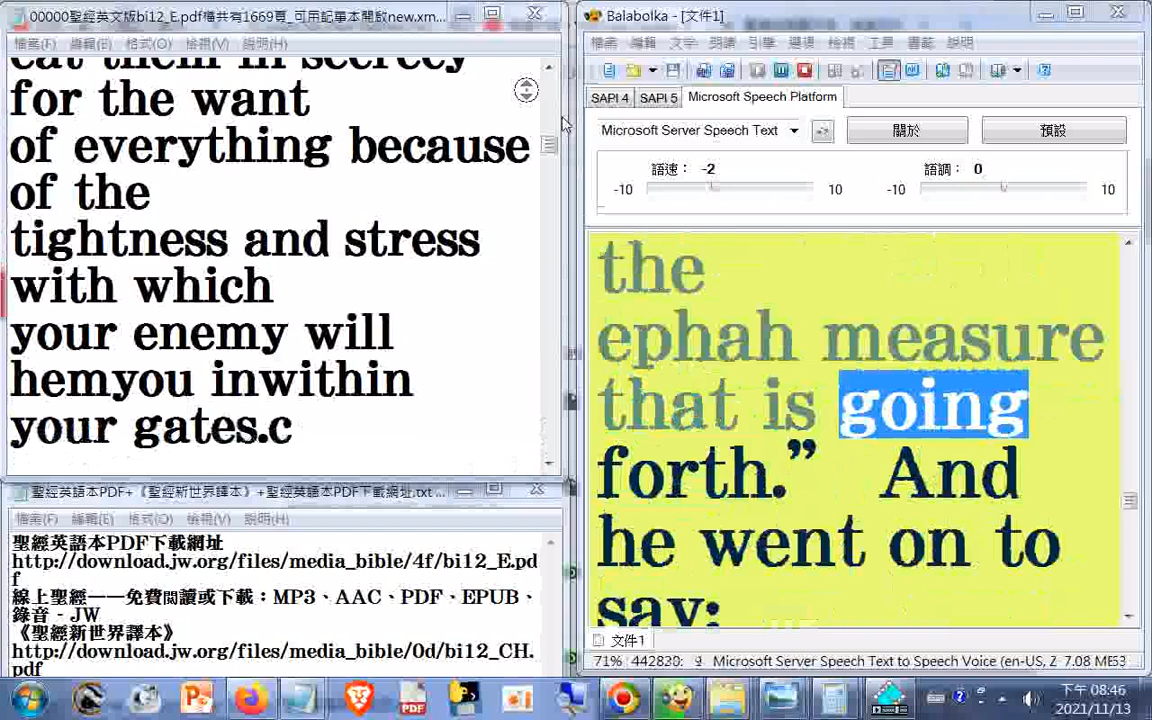 00000聖經英文版bi12_E.pdf檔共有1669頁_可用記事本開啟new.xm...
檔案(F) 編輯(E) 格式(O) 檢視(V) 說明(H)
eat them in secrecy
for the want
of everything because
of the
tightness and stress
with which
your enemy will
hemyou inwithin
your gates.c
聖經英語本PDF+《聖經新世界譯本》+聖經英語本PDF下載網址.txt ...
檔案(F) 編輯(E) 格式(O) 檢視(V) 說明(H)
聖經英語本PDF下載網址
http://download.jw.org/files/media_bible/4f/bi12_E.pd
f
線上聖經——免費閱讀或下載：MP3、AAC、PDF、EPUB、
錄音 - JW
《聖經新世界譯本》
http://download.jw.org/files/media_bible/0d/bi12_CH.
pdf
Balabolka - [文件1]
檔案 編輯 文字 朗讀 引擎 選項 檢視 工具 書籤 說明
SAPI 4 SAPI 5 Microsoft Speech Platform
Microsoft Server Speech Text
關於 預設
語速： -2 語調： 0
-10 10 -10 10
the
ephah measure
that is going
forth.” And
he went on to
say:
文件1
71% 442830: 9 Microsoft Server Speech Text to Speech Voice (en-US, Z 7.08 ME53
PDF
下午 08:46
2021/11/13